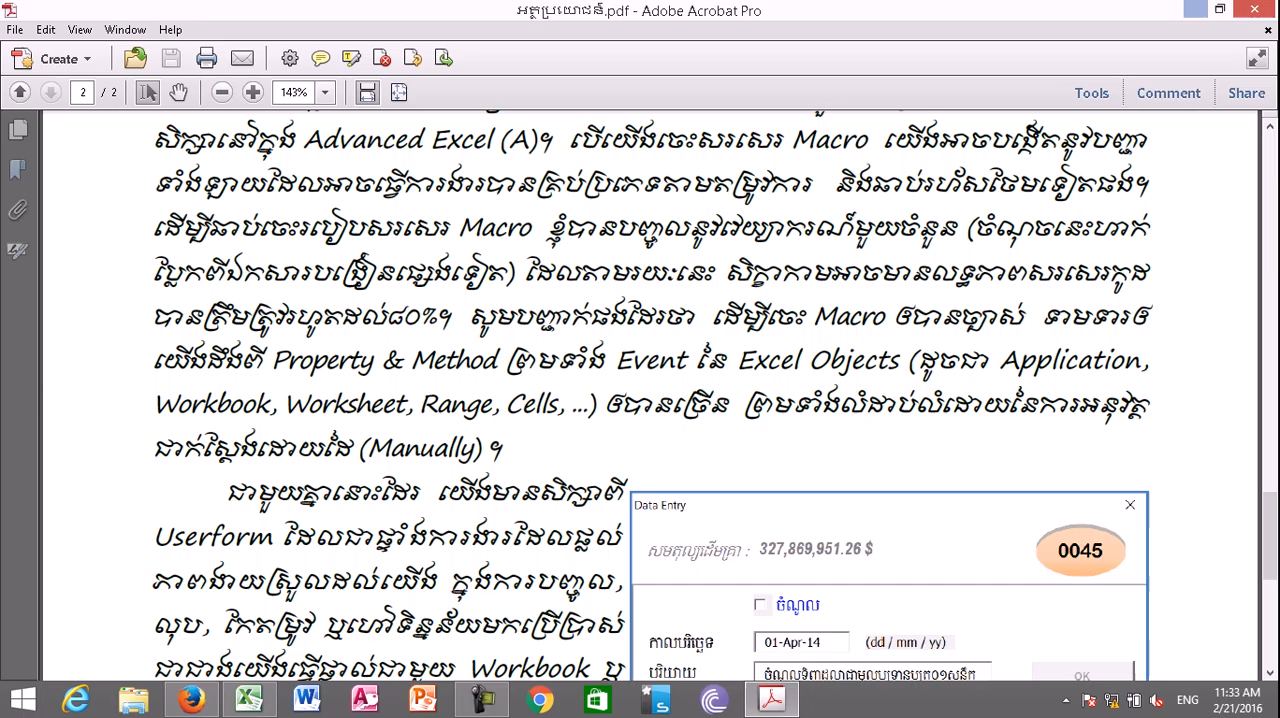 អត្ថប្រយោជន៍.pdf - Adobe Acrobat Pro
File Edit View Window Help
Create
2 / 2 143% Tools Comment Share
សិក្សានៅក្នុង Advanced Excel (A)។ បើយើងចេះសរសេរ Macro យើងអាចបង្កើតនូវបញ្ជា
ទាំងឡាយដែលអាចធ្វើការងារបានគ្រប់ប្រភេទតាមតម្រូវការ និងឆាប់រហ័សថែមទៀតផង។
ដើម្បីឆាប់ចេះរបៀបសរសេរ Macro ខ្ញុំបានបញ្ចូលនូវវេយ្យាករណ៍មួយចំនួន (ចំណុចនេះហាក់
ប្លែកពីឯកសារបង្រៀនផ្សេងទៀត) ដែលតាមរយៈនេះ សិក្ខាកាមអាចមានលទ្ធភាពសរសេរកូដ
បានត្រឹមត្រូវរហូតដល់៨០%។ សូមបញ្ជាក់ផងដែរថា ដើម្បីចេះ Macro ឲបានច្បាស់ ទាមទារឲ
យើងដឹងពី Property & Method ព្រមទាំង Event នៃ Excel Objects (ដូចជា Application,
Workbook, Worksheet, Range, Cells, ...) ឲបានច្រើន ព្រមទាំងលំដាប់លំដោយនៃការអនុវត្ត
ជាក់ស្តែងដោយដៃ (Manually) ។
ជាមួយគ្នានោះដែរ យើងមានសិក្សាពី
Userform ដែលជាផ្ទាំងការងារដែលផ្តល់
ភាពងាយស្រួលដល់យើង ក្នុងការបញ្ចូល,
លុប, កែតម្រូវ ឬហៅទិន្នន័យមកប្រើប្រាស់
ជាជាងយើងធ្វើផ្ទាល់ជាមួយ Workbook ឬ
Data Entry
សមតុល្យដើមគ្រា : 327,869,951.26 $ 0045
ចំណូល
កាលបរិច្ឆេទ 01-Apr-14 (dd / mm / yy)
បរិយាយ OK
ENG 11:33 AM
2/21/2016